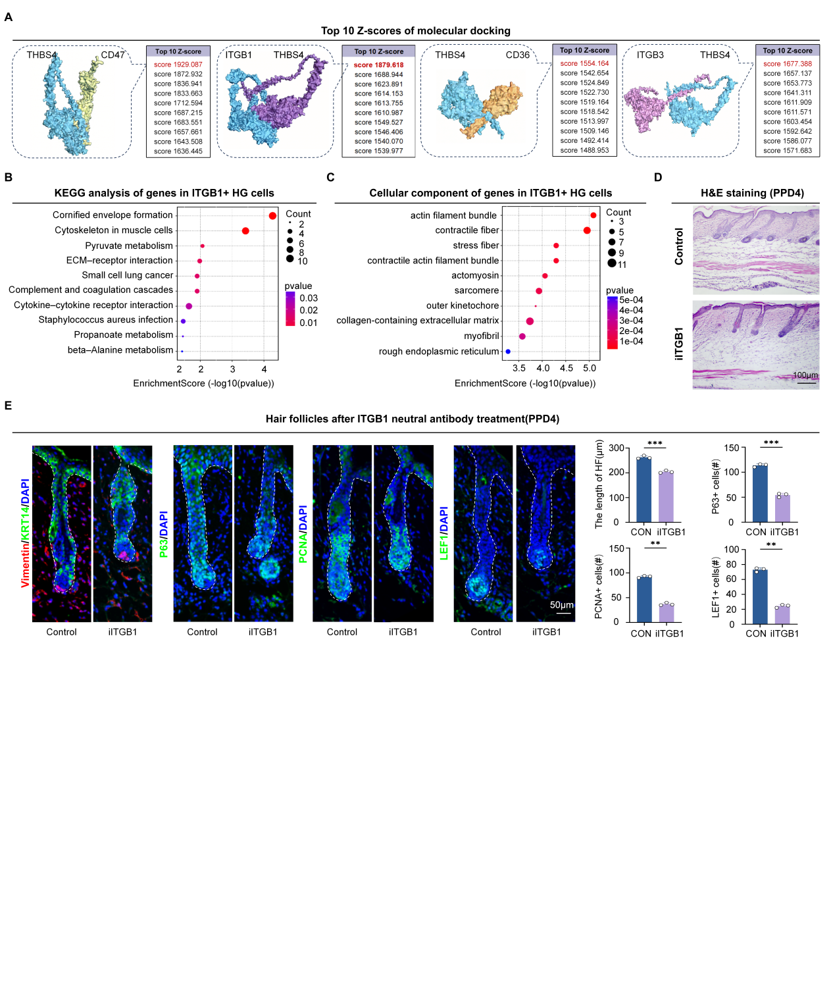 A
Top 10 Z-scores of molecular docking
THBS4
CD47
Top 10 Z-score
score 1929.087
score 1872.932
score 1836.941
score 1833.663
score 1712.594
score 1687.215
score 1683.551
score 1657.661
score 1643.508
score 1636.445
ITGB1
THBS4
Top 10 Z-score
score 1879.618
score 1688.944
score 1623.891
score 1614.153
score 1613.755
score 1610.987
score 1549.527
score 1546.406
score 1540.070
score 1539.977
THBS4
CD36
Top 10 Z-score
score 1554.164
score 1542.654
score 1524.849
score 1522.730
score 1519.164
score 1518.542
score 1513.997
score 1509.146
score 1492.414
score 1488.953
ITGB3
THBS4
Top 10 Z-score
score 1677.388
score 1657.137
score 1653.773
score 1641.311
score 1611.909
score 1611.571
score 1603.454
score 1592.642
score 1586.077
score 1571.683
B
KEGG analysis of genes in ITGB1+ HG cells
Cornified envelope formation
Cytoskeleton in muscle cells
Pyruvate metabolism
ECM–receptor interaction
Small cell lung cancer
Complement and coagulation cascades
Cytokine–cytokine receptor interaction
Staphylococcus aureus infection
Propanoate metabolism
beta–Alanine metabolism
2 2 3 4
EnrichmentScore (-log10(pvalue))
Count
2
4
6
8
10
pvalue
0.03
0.02
0.01
C
Cellular component of genes in ITGB1+ HG cells
actin filament bundle
contractile fiber
stress fiber
contractile actin filament bundle
actomyosin
sarcomere
outer kinetochore
collagen-containing extracellular matrix
myofibril
rough endoplasmic reticulum
3.5 4.0 4.5 5.0
EnrichmentScore (-log10(pvalue))
Count
3
5
7
9
11
pvalue
5e-04
4e-04
3e-04
2e-04
1e-04
D
H&E staining (PPD4)
Control
iITGB1
100μm
E
Hair follicles after ITGB1 neutral antibody treatment(PPD4)
Vimentin/KRT14/DAPI
Control
iITGB1
P63/DAPI
Control
iITGB1
PCNA/DAPI
Control
iITGB1
LEF1/DAPI
50μm
Control
iITGB1
The length of HF(μm)
300
200
100
0
***
CON iITGB1
P63+ cells(#)
150
100
50
0
***
CON iITGB1
PCNA+ cells(#)
150
100
50
0
**
CON iITGB1
LEF1+ cells(#)
100
80
60
40
20
0
**
CON iITGB1